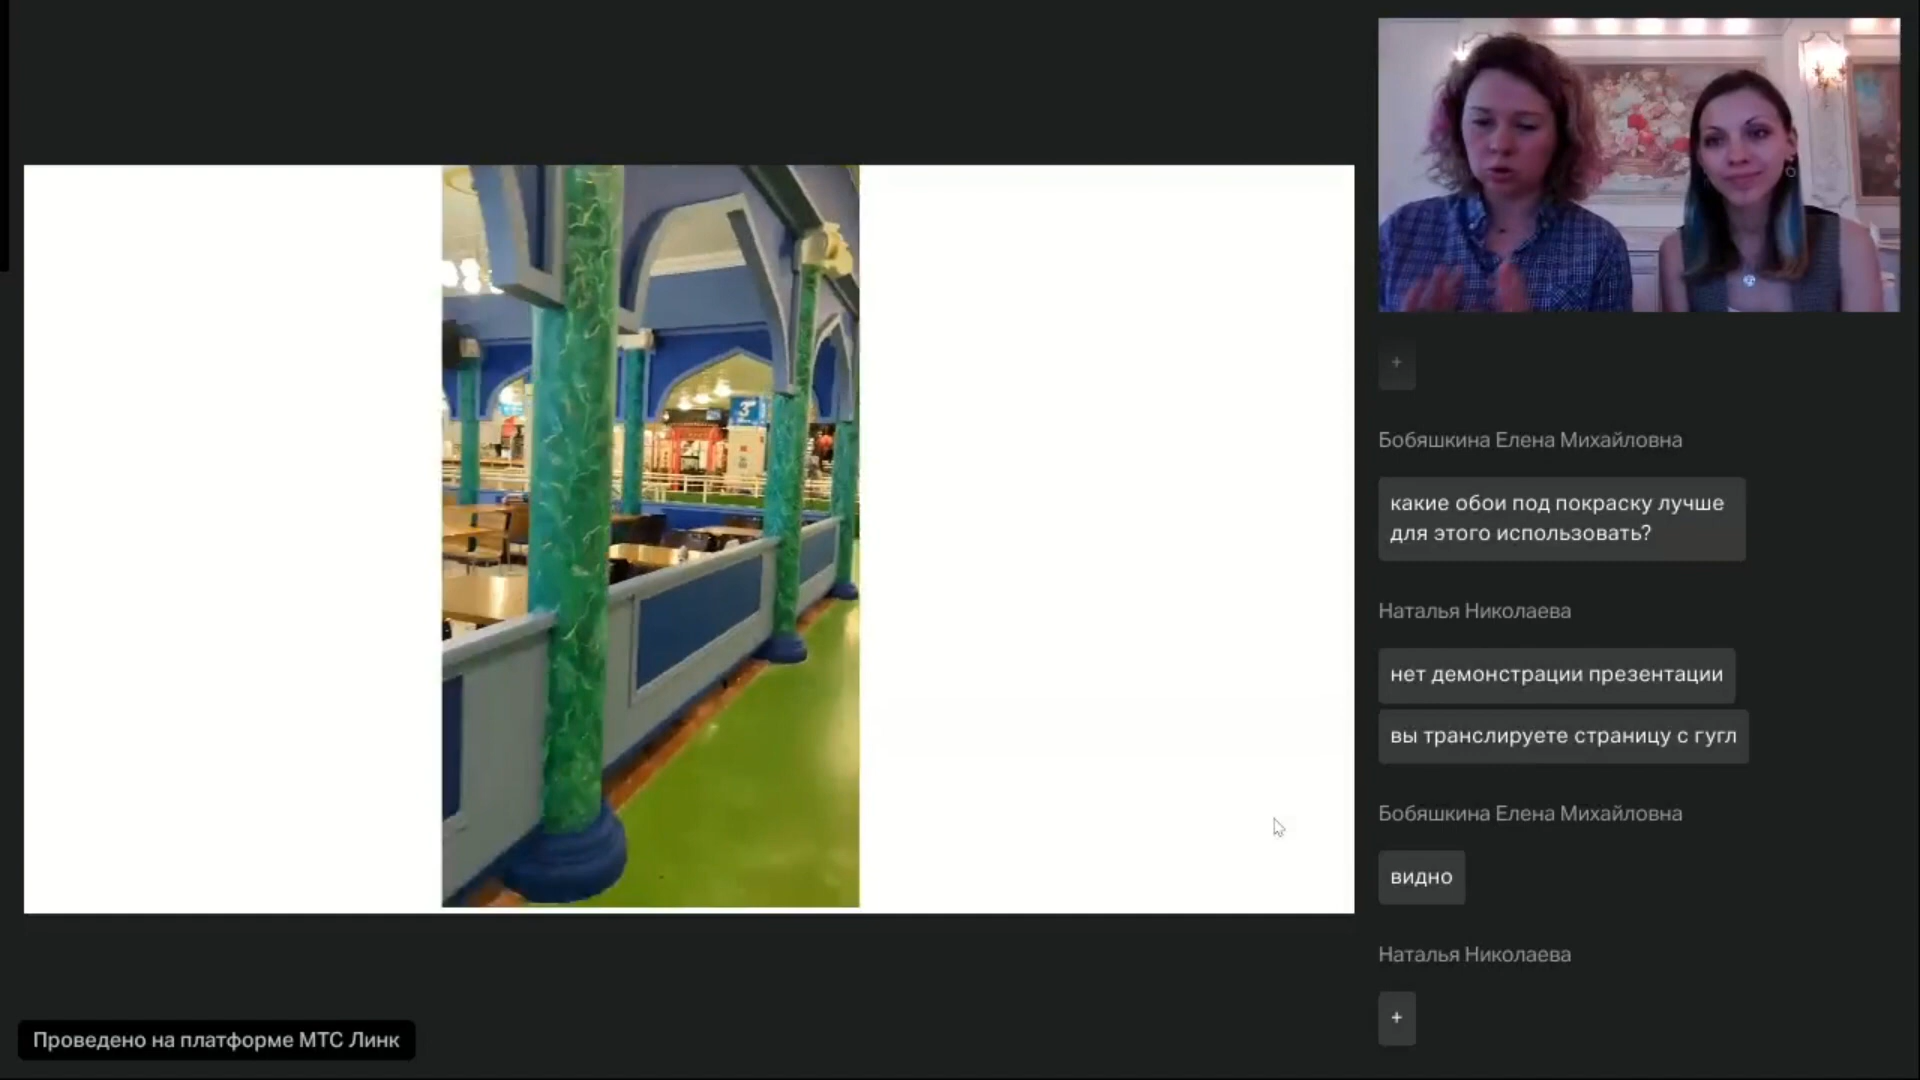 3
+
Бобяшкина Елена Михайловна
какие обои под покраску лучше
для этого использовать?
Наталья Николаева
нет демонстрации презентации
вы транслируете страницу с гугл
Бобяшкина Елена Михайловна
видно
Наталья Николаева
+
Проведено на платформе МТС Линк